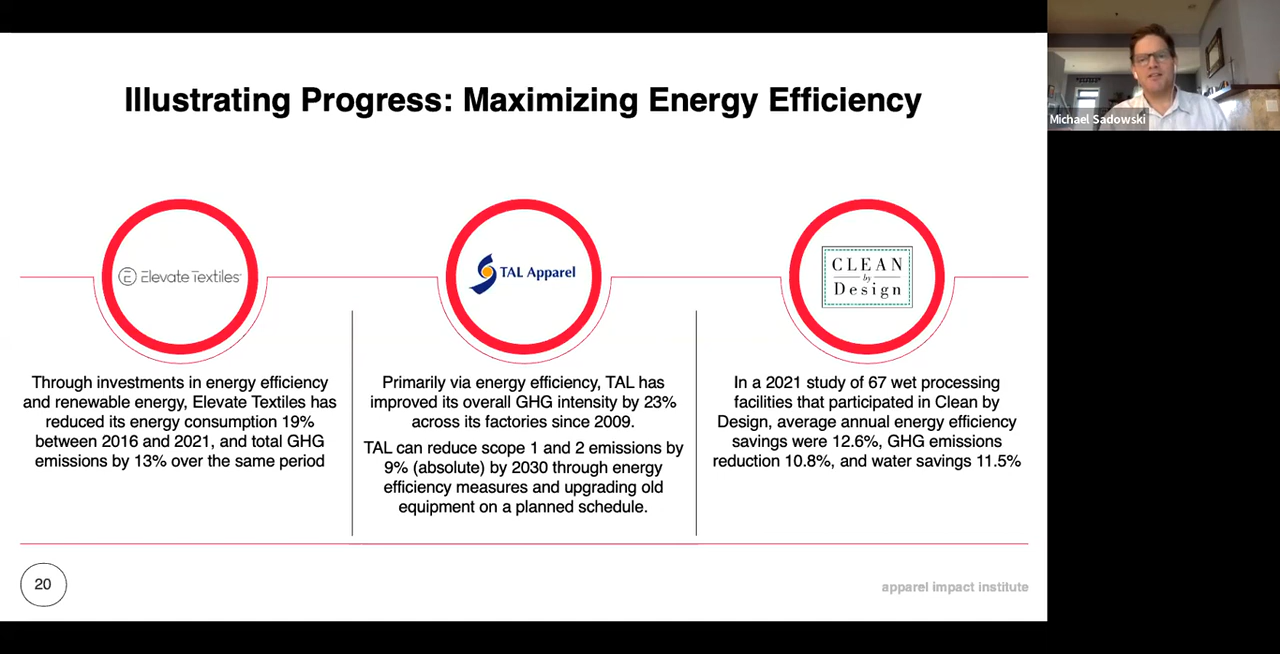 Illustrating Progress: Maximizing Energy Efficiency
Michael Sadowski
Elevate Textiles
TAL Apparel
CLEAN
by
Design
Through investments in energy efficiency
and renewable energy, Elevate Textiles has
reduced its energy consumption 19%
between 2016 and 2021, and total GHG
emissions by 13% over the same period
Primarily via energy efficiency, TAL has
improved its overall GHG intensity by 23%
across its factories since 2009.
TAL can reduce scope 1 and 2 emissions by
9% (absolute) by 2030 through energy
efficiency measures and upgrading old
equipment on a planned schedule.
In a 2021 study of 67 wet processing
facilities that participated in Clean by
Design, average annual energy efficiency
savings were 12.6%, GHG emissions
reduction 10.8%, and water savings 11.5%
20
apparel impact institute